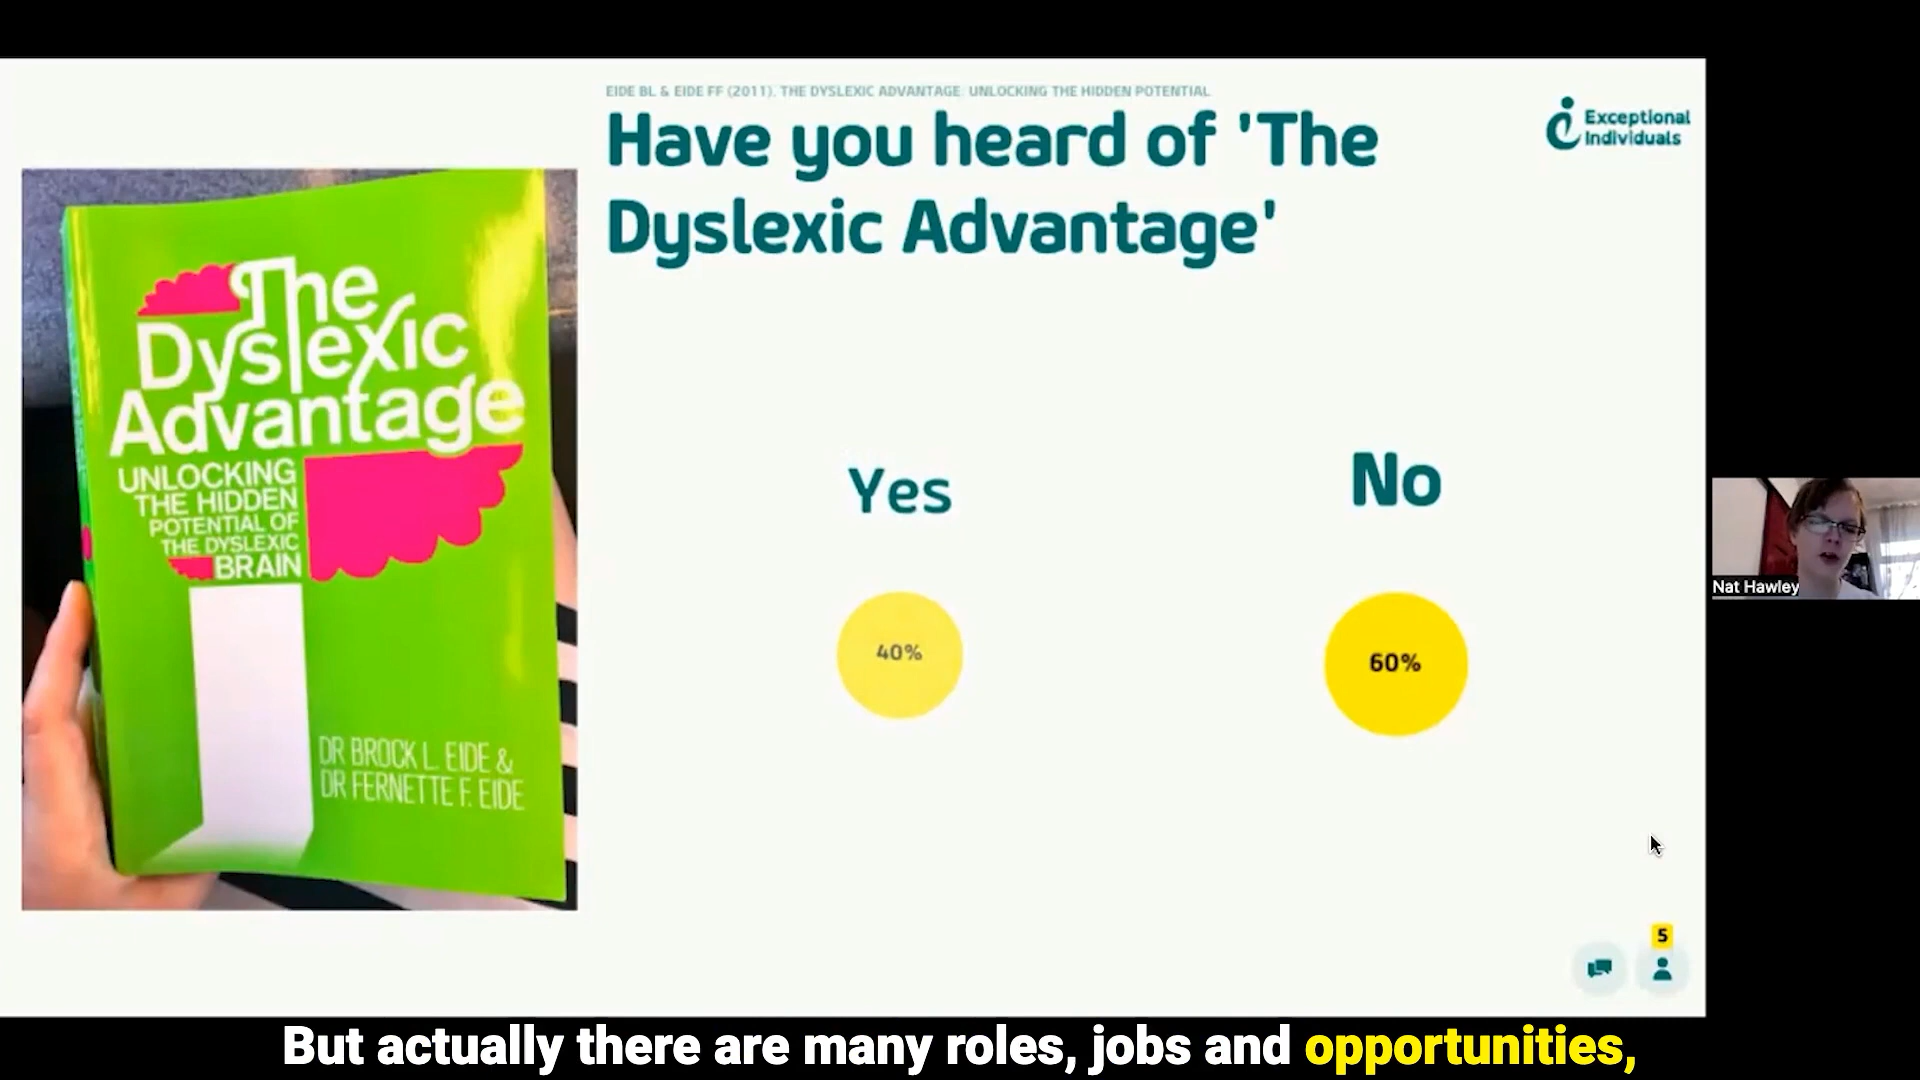 EIDE BL & EIDE FF (2011). THE DYSLEXIC ADVANTAGE: UNLOCKING THE HIDDEN POTENTIAL
Have you heard of 'The
Dyslexic Advantage'
Exceptional
Individuals
The
Dyslexic
Advantage
UNLOCKING
THE HIDDEN
POTENTIAL OF
THE DYSLEXIC
BRAIN
DR BROCK L. EIDE &
DR FERNETTE F. EIDE
Yes
No
40%
60%
Nat Hawley
5
But actually there are many roles, jobs and opportunities,